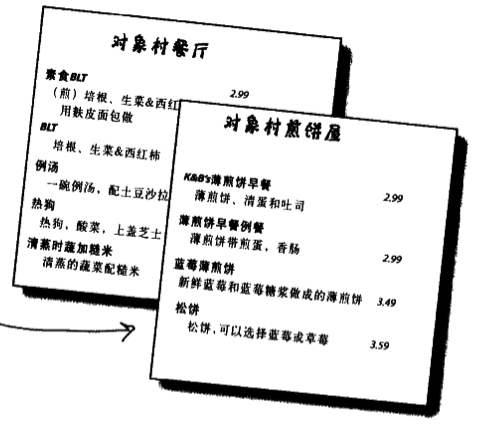 对象村餐厅
素食BLT
2.99
(煎)培根、生菜&西红
用麸皮面包做
BLT
培根、生菜&西红柿
例汤
一碗例汤，配土豆沙拉
热狗
热狗，酸菜，上盖芝士
清蒸时蔬加糙米
清蒸的蔬菜配糙米
对象村煎饼屋
K&B's薄煎饼早餐
薄煎饼、清蛋和吐司
2.99
薄煎饼早餐例餐
薄煎饼带煎蛋，香肠
2.99
蓝莓薄煎饼
新鲜蓝莓和蓝莓糖浆做成的薄煎饼
3.49
松饼
松饼，可以选择蓝莓或草莓
3.59